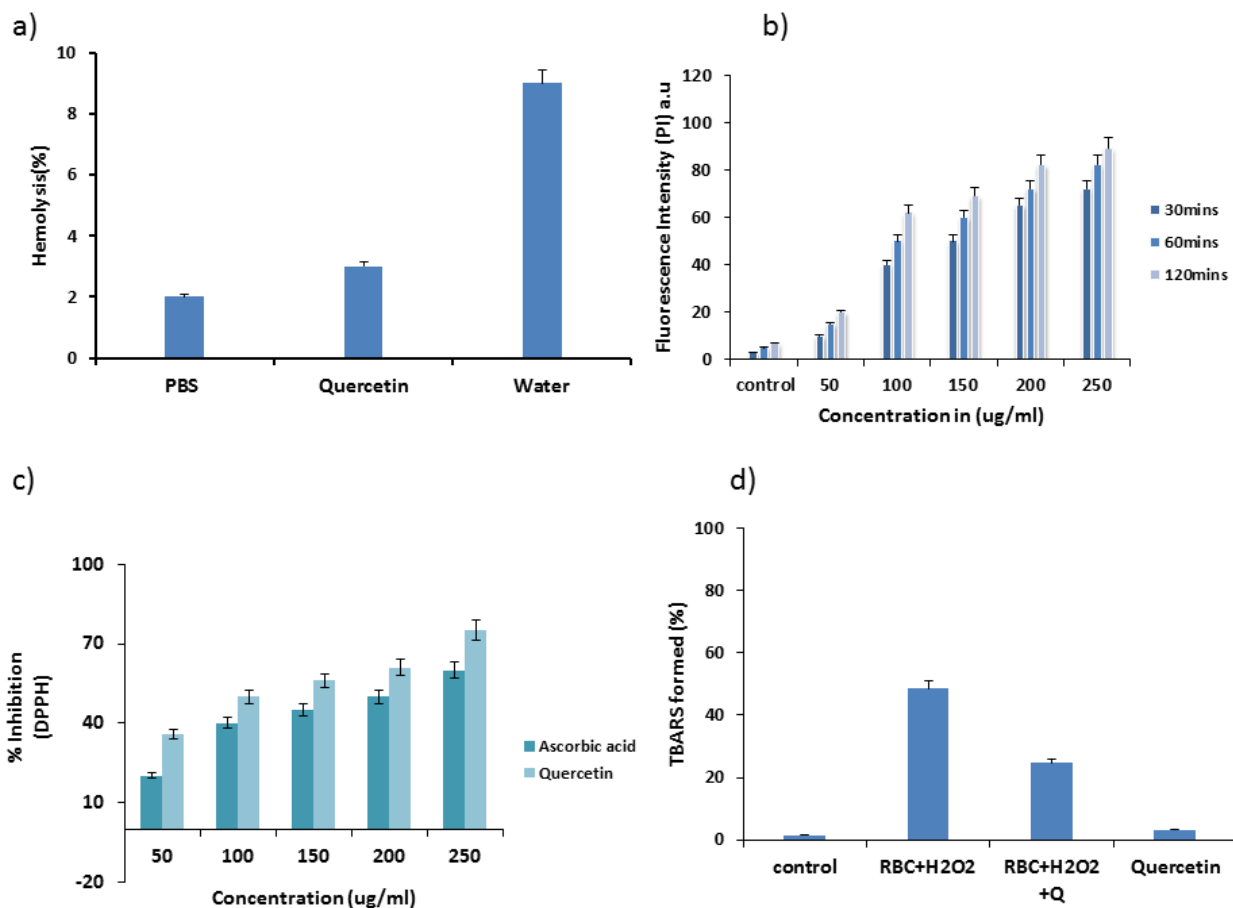 a)
Hemolysis(%)
10
8
6
4
2
0
PBS Quercetin Water
b)
Fluorescence Intensity (PI) a.u
120
100
80
60
40
20
0
control 50 100 150 200 250
Concentration in (ug/ml)
30mins
60mins
120mins
c)
% Inhibition
(DPPH)
100
70
40
10
-20
50 100 150 200 250
Concentration (ug/ml)
Ascorbic acid
Quercetin
d)
TBARS formed (%)
100
80
60
40
20
0
control RBC+H2O2 RBC+H2O2 Quercetin
+Q